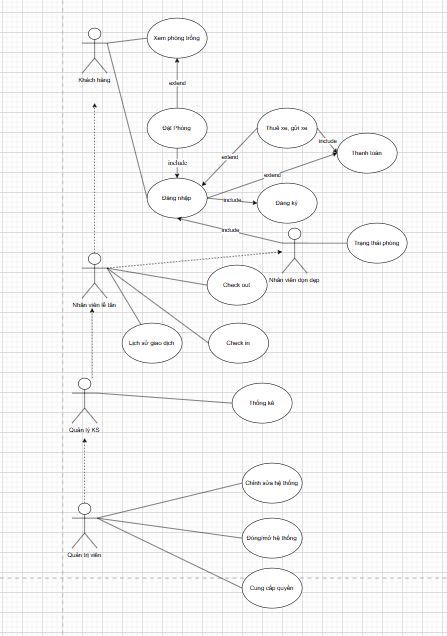 Xem phòng trống
Khách hàng
extend
Đặt Phòng
Thuê xe, gửi xe
include
include
extend
Thanh toán
extend
Đăng nhập
include
Đăng ký
include
Trạng thái phòng
Nhân viên dọn dẹp
Check out
Nhân viên lễ tân
Lịch sử giao dịch
Check in
Quản lý KS
Thống kê
Chỉnh sửa hệ thống
Đóng/mở hệ thống
Quản trị viên
Cung cấp quyền